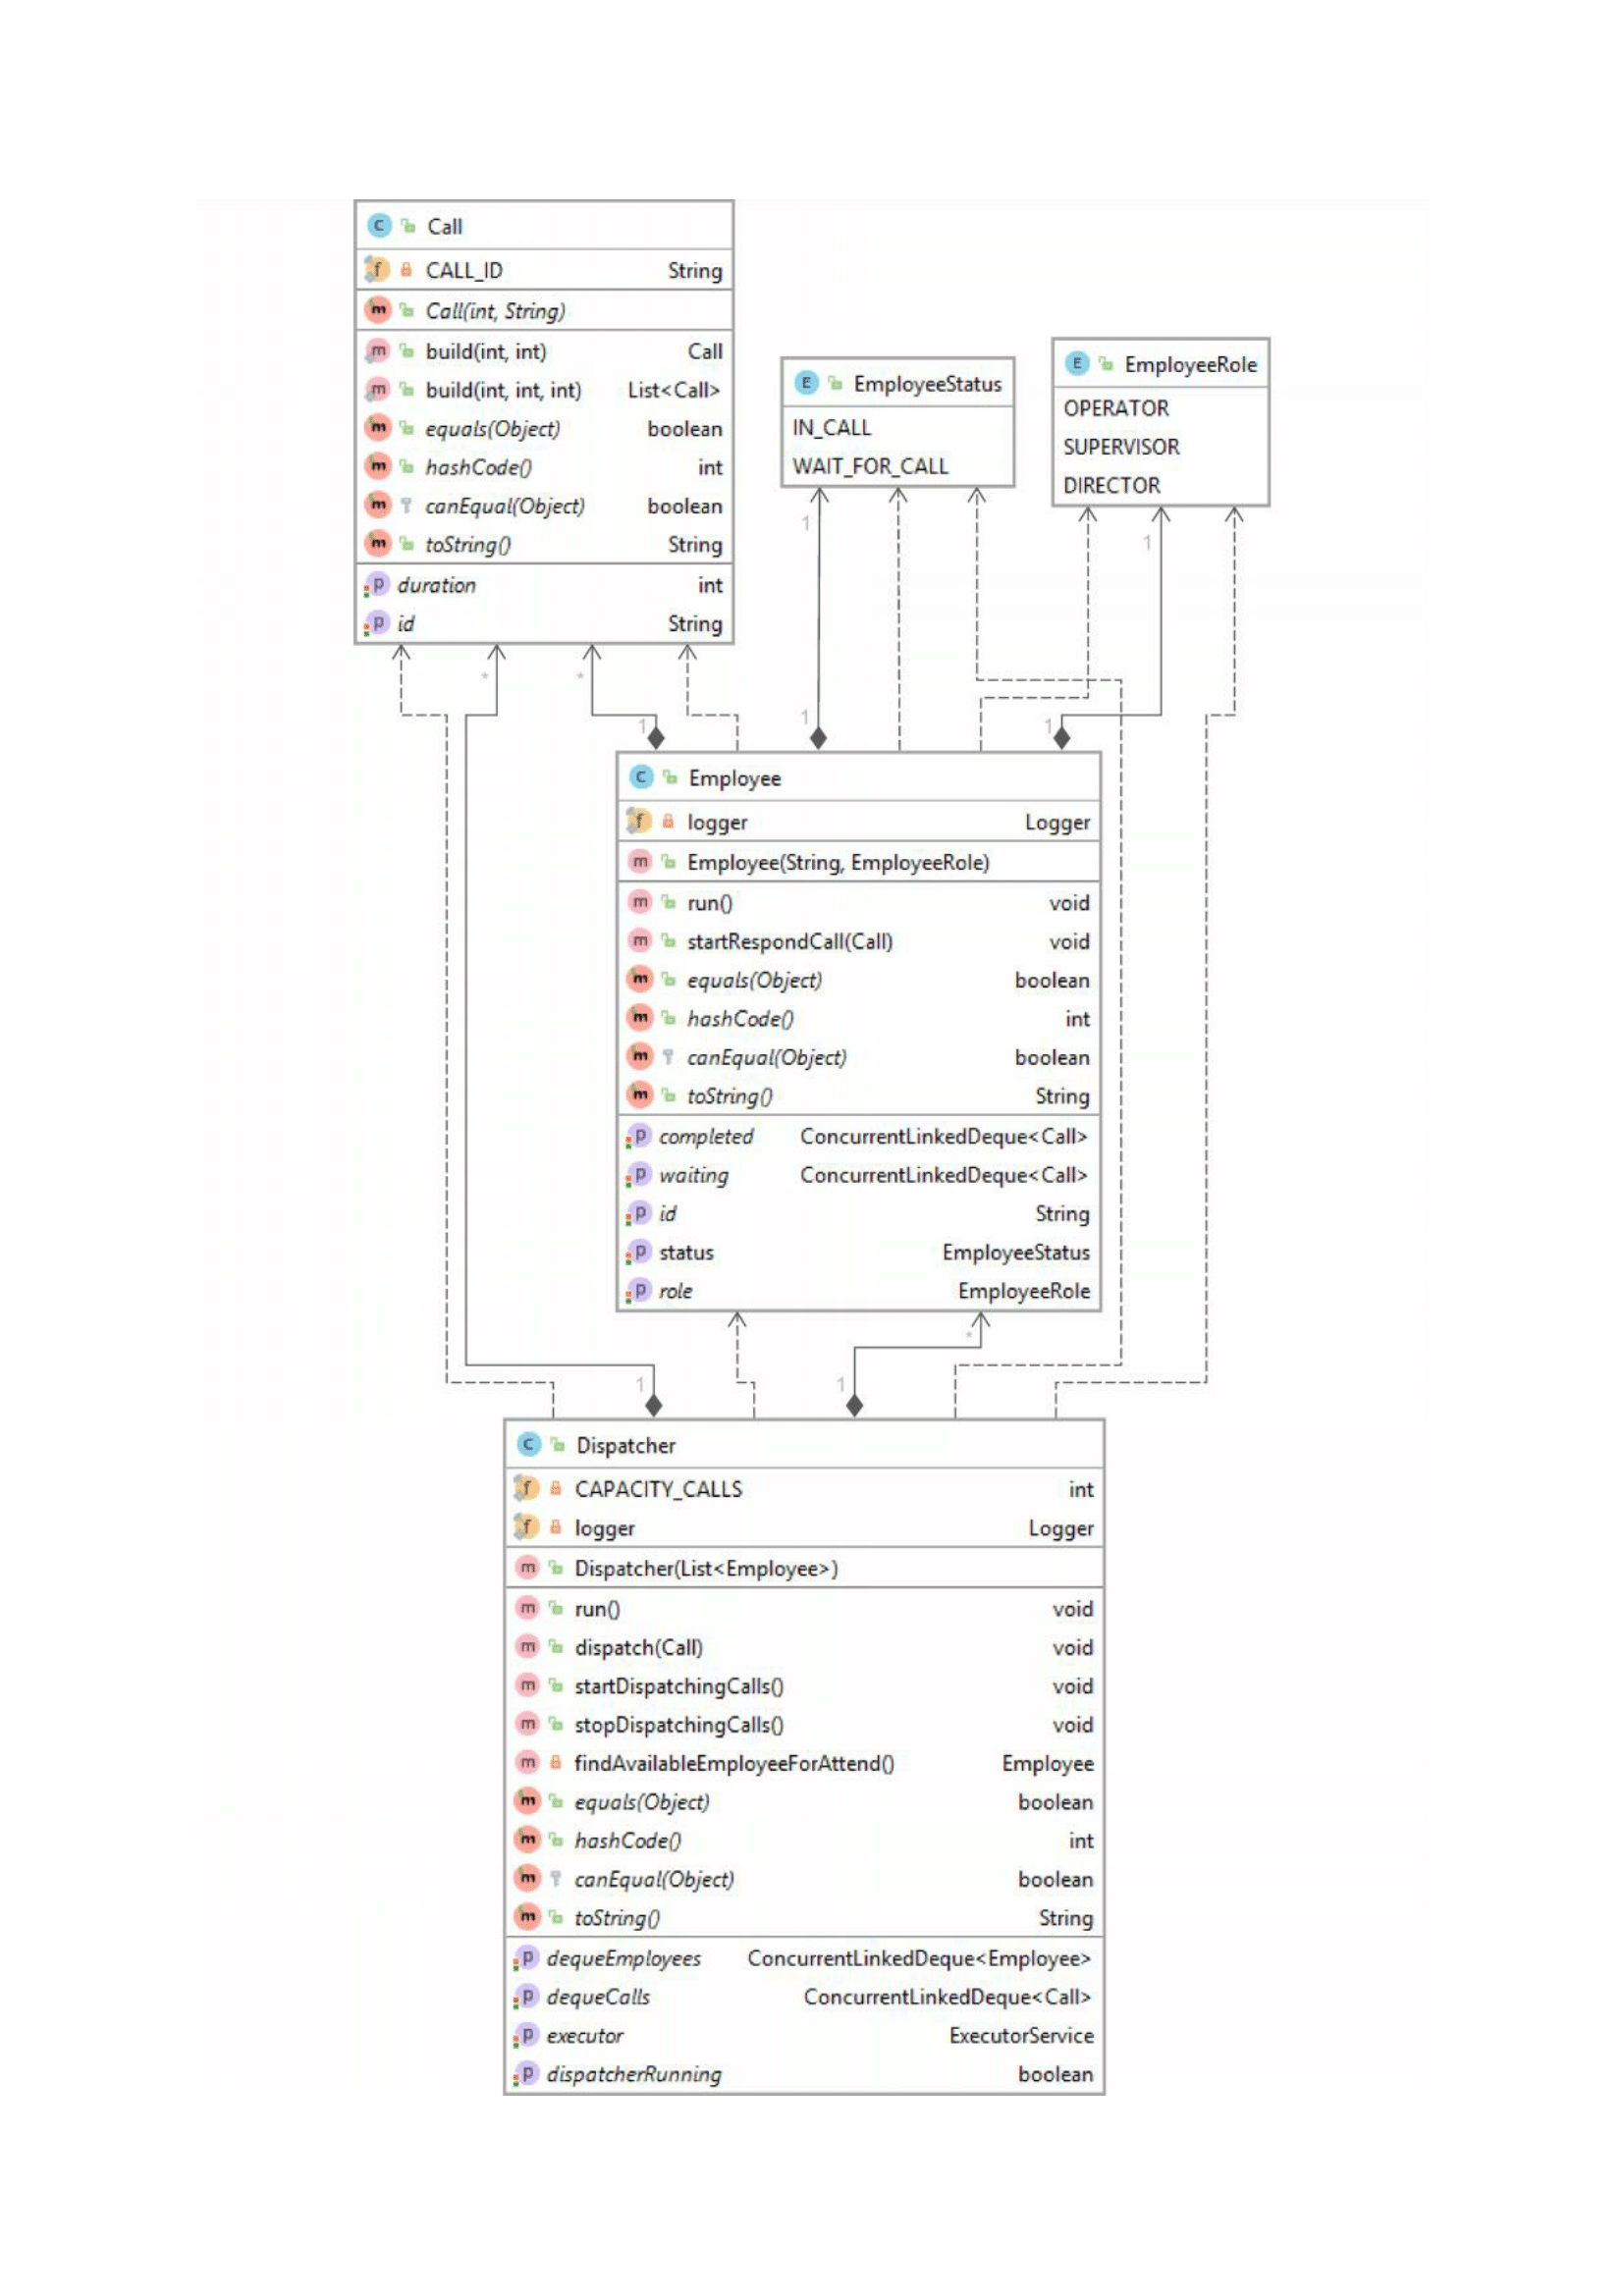 C Call
f CALL_ID String
m Call(int, String)
m build(int, int) Call
m build(int, int, int) List<Call>
m equals(Object) boolean
m hashCode() int
m canEqual(Object) boolean
m toString() String
p duration int
p id String
E EmployeeStatus
IN_CALL
WAIT_FOR_CALL
E EmployeeRole
OPERATOR
SUPERVISOR
DIRECTOR
1
1
* *
1 1 1
C Employee
f logger Logger
m Employee(String, EmployeeRole)
m run() void
m startRespondCall(Call) void
m equals(Object) boolean
m hashCode() int
m canEqual(Object) boolean
m toString() String
p completed ConcurrentLinkedDeque<Call>
p waiting ConcurrentLinkedDeque<Call>
p id String
p status EmployeeStatus
p role EmployeeRole
*
1 1
C Dispatcher
f CAPACITY_CALLS int
f logger Logger
m Dispatcher(List<Employee>)
m run() void
m dispatch(Call) void
m startDispatchingCalls() void
m stopDispatchingCalls() void
m findAvailableEmployeeForAttend() Employee
m equals(Object) boolean
m hashCode() int
m canEqual(Object) boolean
m toString() String
p dequeEmployees ConcurrentLinkedDeque<Employee>
p dequeCalls ConcurrentLinkedDeque<Call>
p executor ExecutorService
p dispatcherRunning boolean